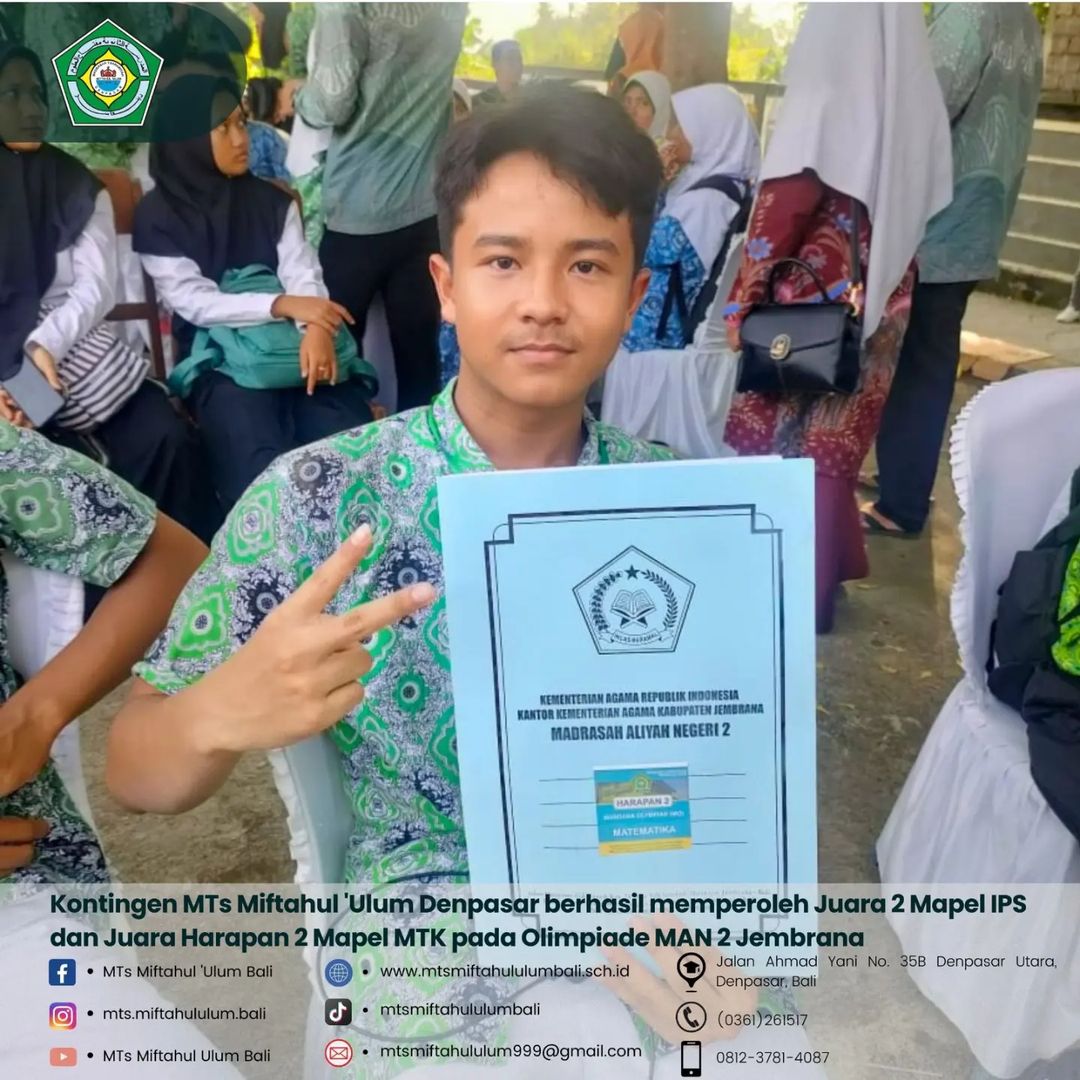 IKHLAS BERAMAL
KEMENTERIAN AGAMA REPUBLIK INDONESIA
KANTOR KEMENTERIAN AGAMA KABUPATEN JEMBRANA
MADRASAH ALIYAH NEGERI 2
HARAPAN 2
MATEMATIKA
Kontingen MTs Miftahul 'Ulum Denpasar berhasil memperoleh Juara 2 Mapel IPS
dan Juara Harapan 2 Mapel MTK pada Olimpiade MAN 2 Jembrana
• MTs Miftahul 'Ulum Bali
• mts.miftahululum.bali
• MTs Miftahul Ulum Bali
• www.mtsmiftahululumbali.sch.id
• mtsmiftahululumbali
• mtsmiftahululum999@gmail.com
Jalan Ahmad Yani No. 35B Denpasar Utara,
Denpasar, Bali
(0361)261517
0812-3781-4087